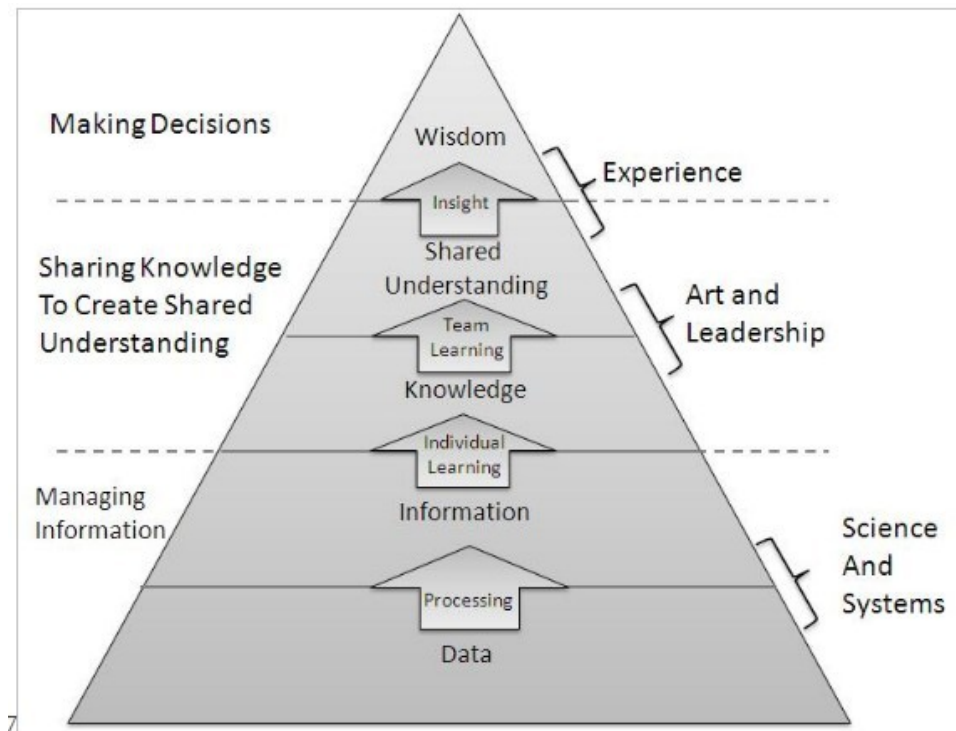 Making Decisions
Wisdom
Experience
Insight
Sharing Knowledge
To Create Shared
Understanding
Shared
Understanding
Art and
Leadership
Team
Learning
Knowledge
Individual
Learning
Managing
Information
Information
Science
And
Systems
Processing
Data
7